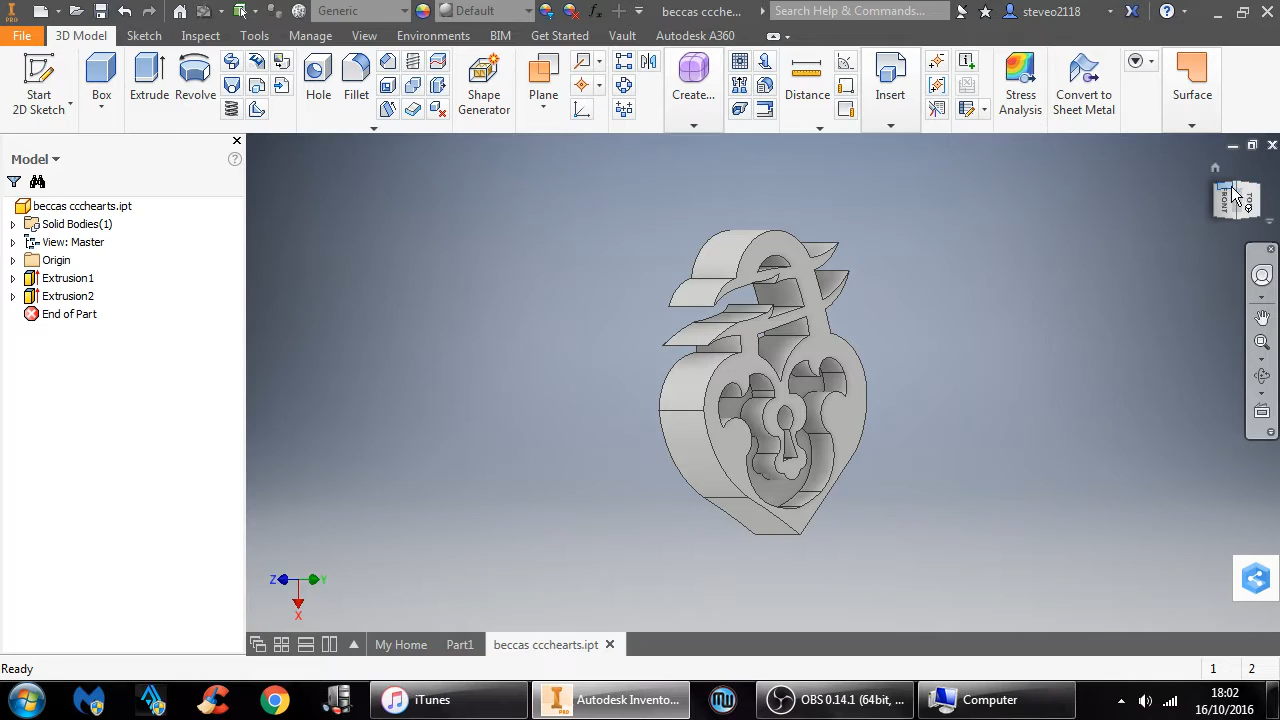 PRO
Generic
Default
beccas ccche...
Search Help & Commands...
steveo2118
File
3D Model
Sketch
Inspect
Tools
Manage
View
Environments
BIM
Get Started
Vault
Autodesk A360
Start
2D Sketch
Box
Extrude
Revolve
Hole
Fillet
Shape
Generator
Plane
Create...
Distance
Insert
Stress
Analysis
Convert to
Sheet Metal
Surface
Model
beccas ccchearts.ipt
Solid Bodies(1)
View: Master
Origin
Extrusion1
Extrusion2
End of Part
FRONT
TOP
Z
Y
X
My Home
Part1
beccas ccchearts.ipt
Ready
1
2
iTunes
Autodesk Invento...
OBS 0.14.1 (64bit, ...
Computer
18:02
16/10/2016